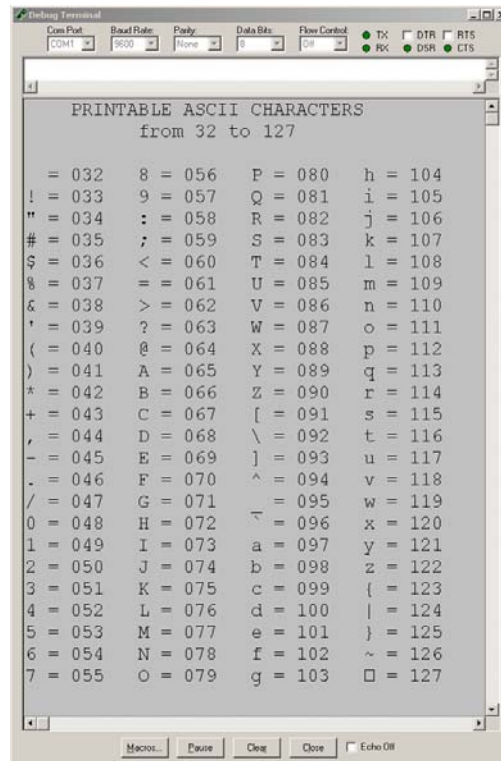 Debug Terminal
Com Port: Baud Rate: Parity: Data Bits: Flow Control:
COM1 9600 None 8 Off
TX DTR RTS
RX DSR CTS
PRINTABLE ASCII CHARACTERS
from 32 to 127
  = 032 8 = 056 P = 080 h = 104
! = 033 9 = 057 Q = 081 i = 105
" = 034 : = 058 R = 082 j = 106
# = 035 ; = 059 S = 083 k = 107
$ = 036 < = 060 T = 084 l = 108
% = 037 = = 061 U = 085 m = 109
& = 038 > = 062 V = 086 n = 110
' = 039 ? = 063 W = 087 o = 111
( = 040 @ = 064 X = 088 p = 112
) = 041 A = 065 Y = 089 q = 113
* = 042 B = 066 Z = 090 r = 114
+ = 043 C = 067 [ = 091 s = 115
, = 044 D = 068 \ = 092 t = 116
- = 045 E = 069 ] = 093 u = 117
. = 046 F = 070 ^ = 094 v = 118
/ = 047 G = 071 _ = 095 w = 119
0 = 048 H = 072 ` = 096 x = 120
1 = 049 I = 073 a = 097 y = 121
2 = 050 J = 074 b = 098 z = 122
3 = 051 K = 075 c = 099 { = 123
4 = 052 L = 076 d = 100 | = 124
5 = 053 M = 077 e = 101 } = 125
6 = 054 N = 078 f = 102 ~ = 126
7 = 055 O = 079 g = 103 □ = 127
Macros... Pause Clear Close Echo Off